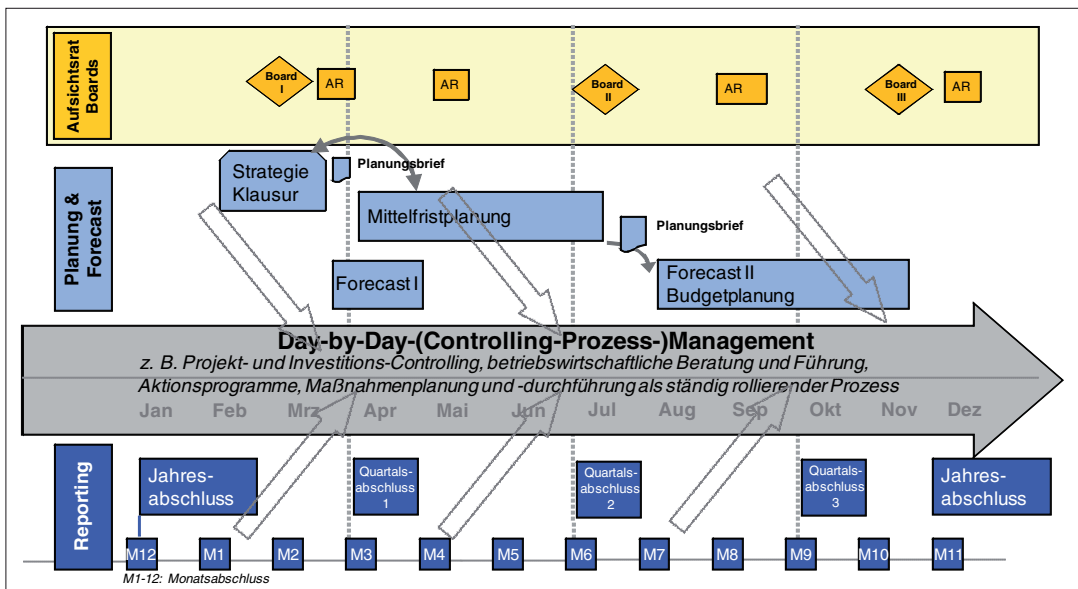 Aufsichtsrat
Boards
Board
I
AR
AR
Board
II
AR
Board
III
AR
Planung &
Forecast
Strategie
Klausur
Planungsbrief
Mittelfristplanung
Planungsbrief
Forecast I
Forecast II
Budgetplanung
Day-by-Day-(Controlling-Prozess-)Management
z. B. Projekt- und Investitions-Controlling, betriebswirtschaftliche Beratung und Führung,
Aktionsprogramme, Maßnahmenplanung und -durchführung als ständig rollierender Prozess
Jan Feb Mrz Apr Mai Jun Jul Aug Sep Okt Nov Dez
Reporting
Jahres-
abschluss
Quartals-
abschluss
1
Quartals-
abschluss
2
Quartals-
abschluss
3
Jahres-
abschluss
M12 M1 M2 M3 M4 M5 M6 M7 M8 M9 M10 M11
M1-12: Monatsabschluss